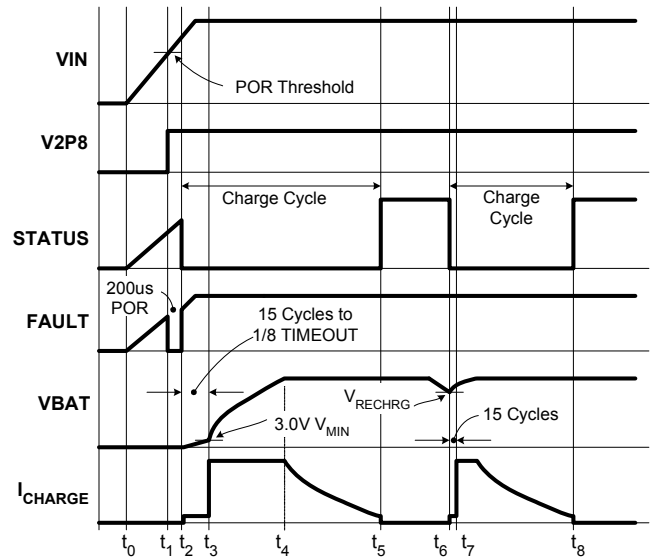 VIN
POR Threshold
V2P8
Charge Cycle
Charge
Cycle
STATUS
200us
POR
FAULT
15 Cycles to
1/8 TIMEOUT
VBAT
VRECHRG
3.0V VMIN
15 Cycles
ICHARGE
t0 t1 t2 t3 t4 t5 t6 t7 t8